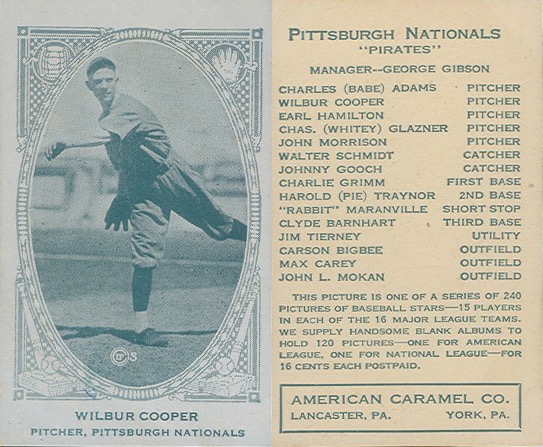 WILBUR COOPER
PITCHER, PITTSBURGH NATIONALS
PITTSBURGH NATIONALS
"PIRATES"
MANAGER--GEORGE GIBSON
CHARLES (BABE) ADAMS PITCHER
WILBUR COOPER PITCHER
EARL HAMILTON PITCHER
CHAS. (WHITEY) GLAZNER PITCHER
JOHN MORRISON PITCHER
WALTER SCHMIDT CATCHER
JOHNNY GOOCH CATCHER
CHARLIE GRIMM FIRST BASE
HAROLD (PIE) TRAYNOR 2ND BASE
"RABBIT" MARANVILLE SHORT STOP
CLYDE BARNHART THIRD BASE
JIM TIERNEY UTILITY
CARSON BIGBEE OUTFIELD
MAX CAREY OUTFIELD
JOHN L. MOKAN OUTFIELD
THIS PICTURE IS ONE OF A SERIES OF 240
PICTURES OF BASEBALL STARS—15 PLAYERS
IN EACH OF THE 16 MAJOR LEAGUE TEAMS.
WE SUPPLY HANDSOME BLANK ALBUMS TO
HOLD 120 PICTURES—ONE FOR AMERICAN
LEAGUE, ONE FOR NATIONAL LEAGUE—FOR
16 CENTS EACH POSTPAID.
AMERICAN CARAMEL CO.
LANCASTER, PA. YORK, PA.